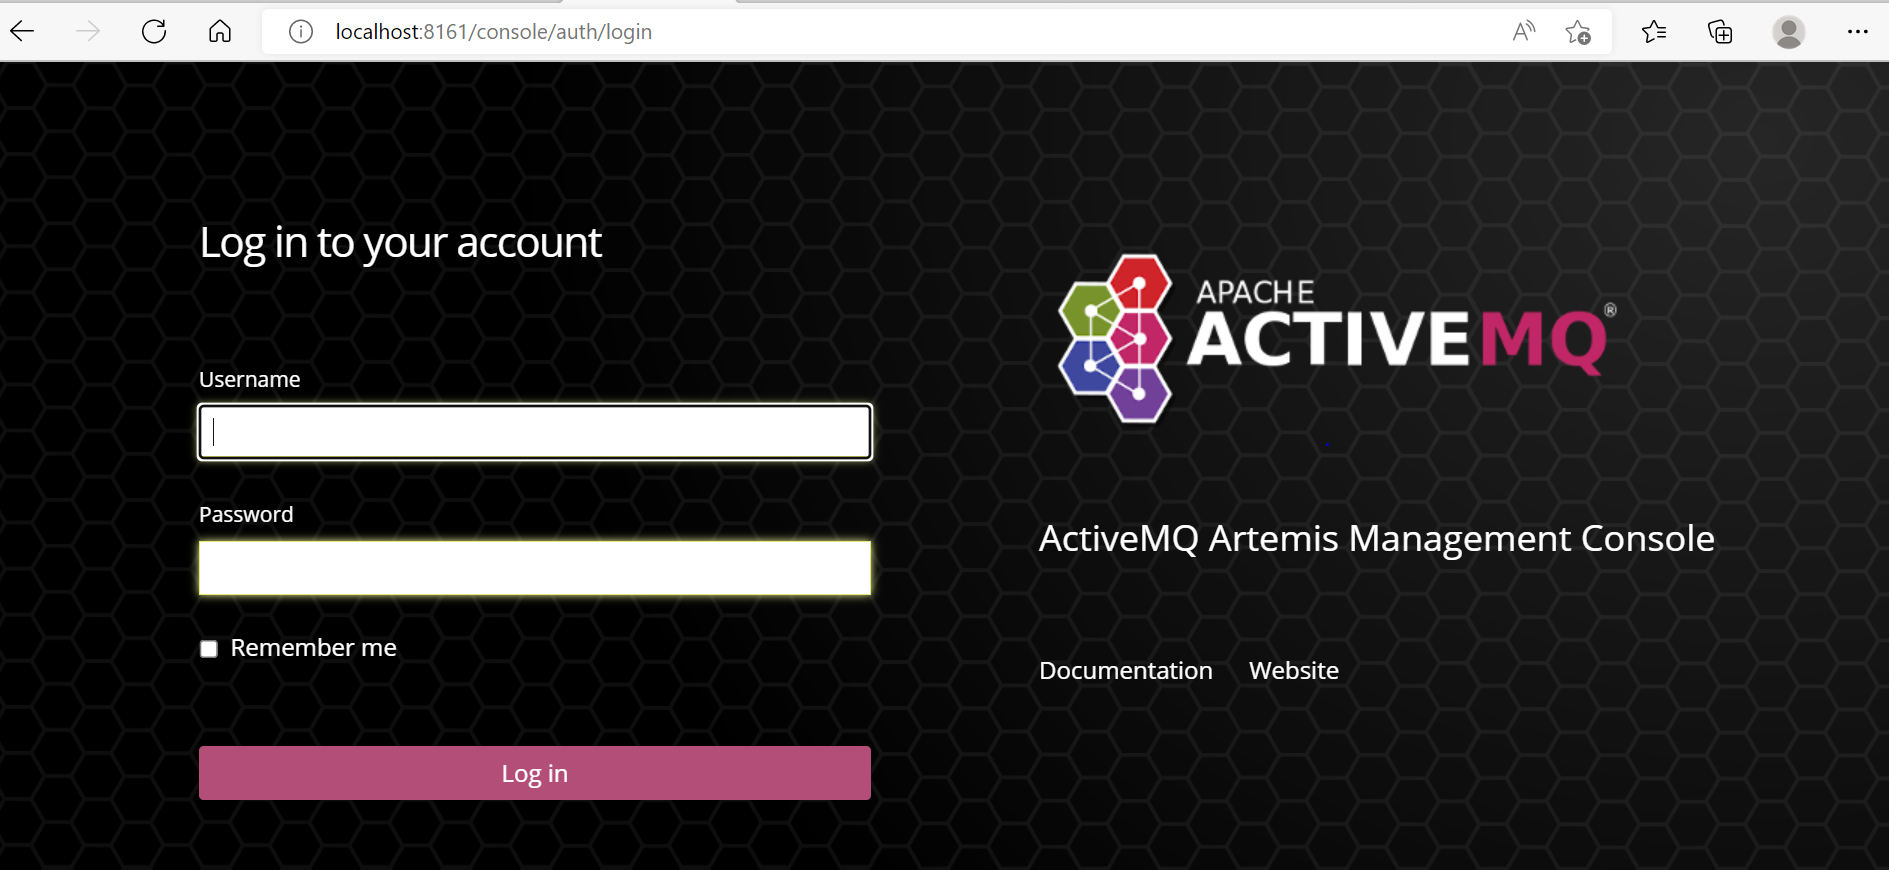 localhost:8161/console/auth/login
Log in to your account
Username
Password
Remember me
Log in
APACHE
ACTIVEMQ®
ActiveMQ Artemis Management Console
Documentation Website